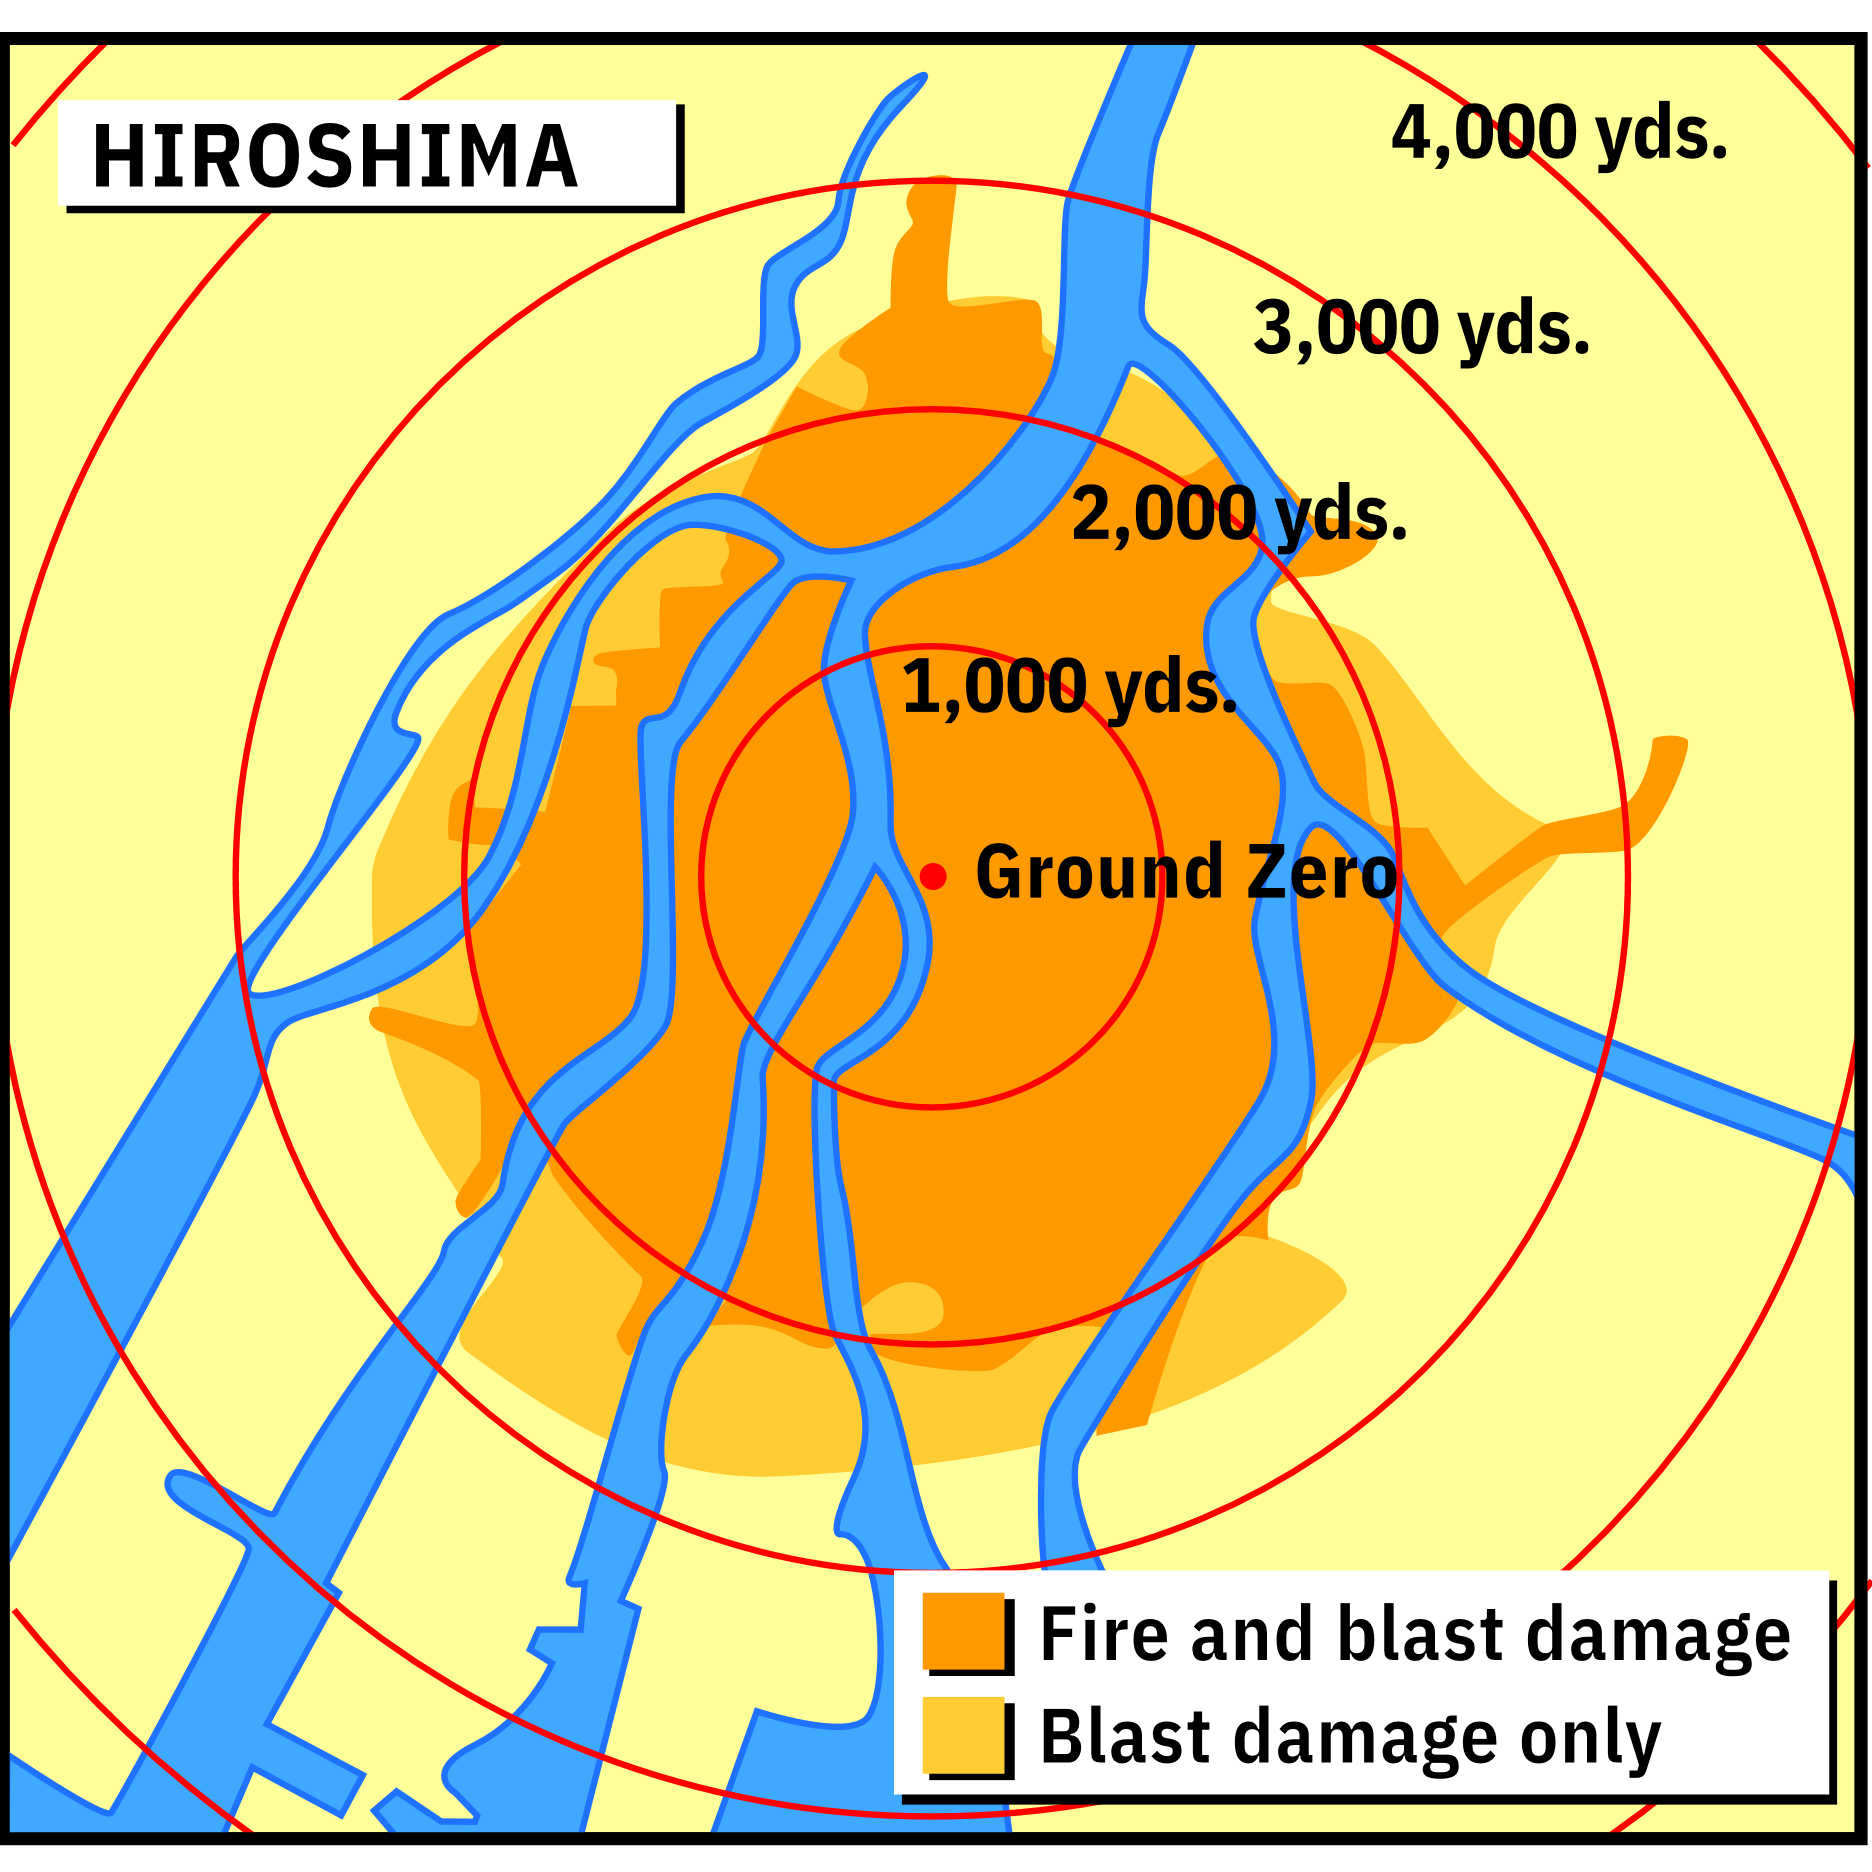 HIROSHIMA
4,000 yds.
3,000 yds.
2,000 yds.
1,000 yds.
Ground Zero
Fire and blast damage
Blast damage only